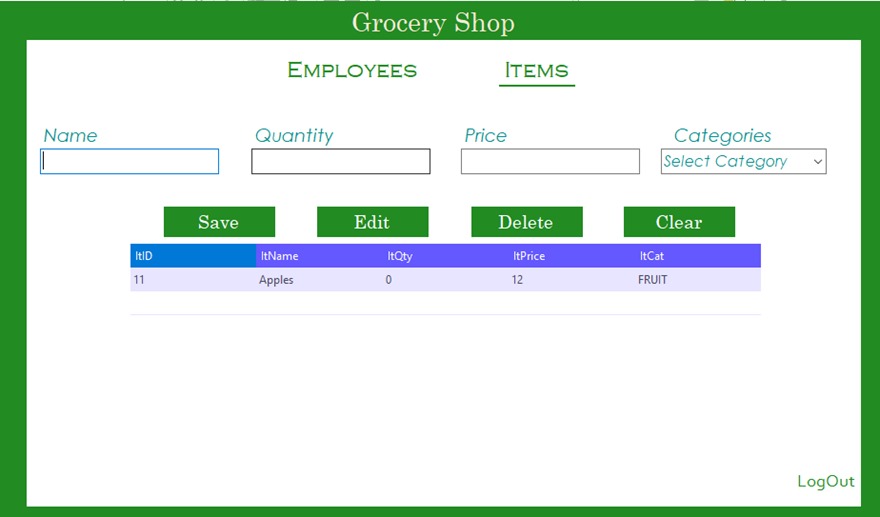 Grocery Shop
Employees Items
Name Quantity Price Categories
Select Category
Save Edit Delete Clear
ItID ItName ItQty ItPrice ItCat
11 Apples 0 12 FRUIT
LogOut